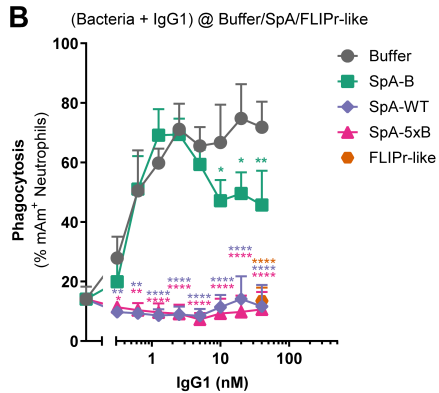 B
(Bacteria + IgG1) @ Buffer/SpA/FLIPr-like
Phagocytosis
(% mAm+ Neutrophils)
100
80
60
40
20
0
Buffer
SpA-B
SpA-WT
SpA-5xB
FLIPr-like
* * **
**** **** ****
**** **** ****
** ** **** **** **** **** ****
* ** **** **** **** **** ****
1 10 100
IgG1 (nM)